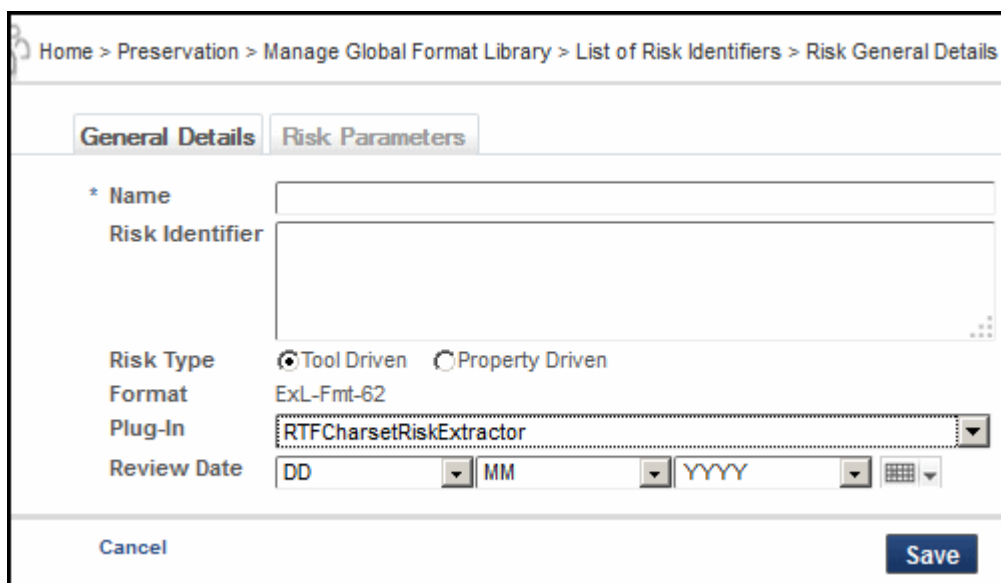 Home > Preservation > Manage Global Format Library > List of Risk Identifiers > Risk General Details
General Details Risk Parameters
* Name
Risk Identifier
Risk Type Tool Driven Property Driven
Format ExL-Fmt-62
Plug-In RTFCharsetRiskExtractor
Review Date DD MM YYYY
Cancel Save